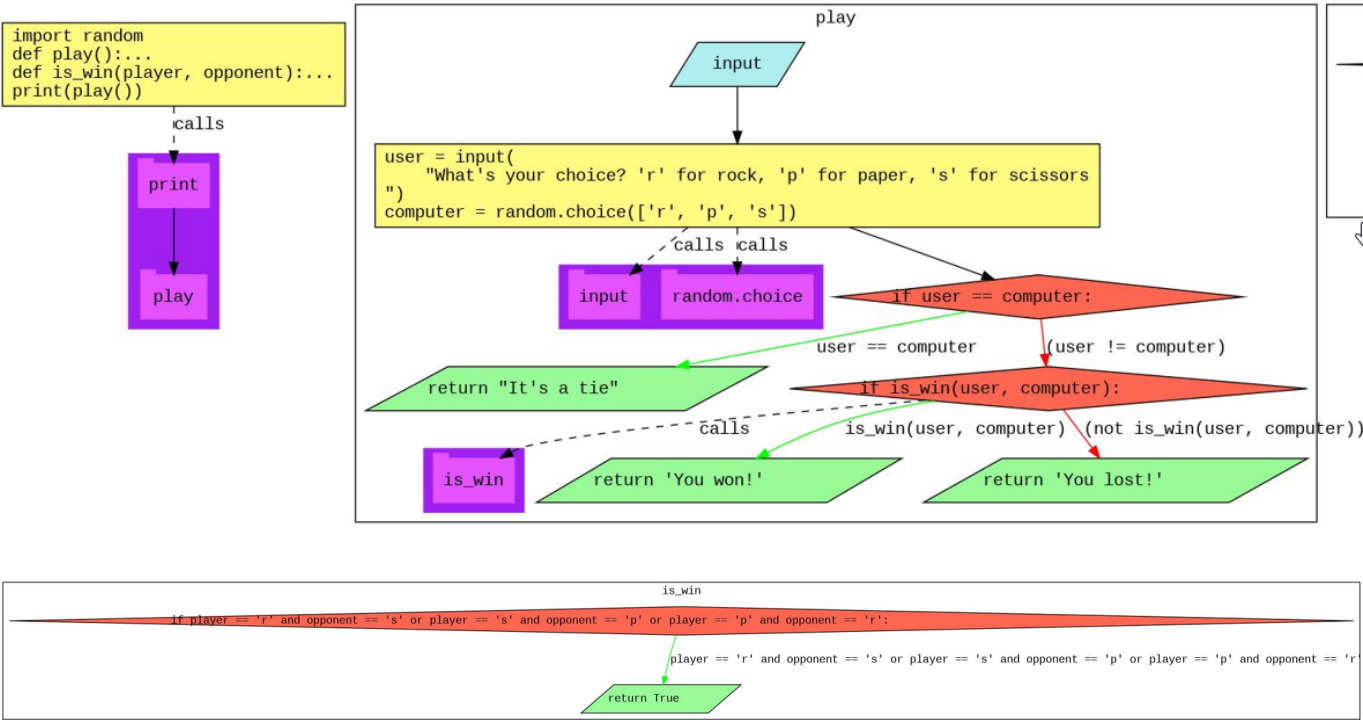 import random
def play():...
def is_win(player, opponent):...
print(play())
calls
print
play
play
input
user = input(
"What's your choice? 'r' for rock, 'p' for paper, 's' for scissors
")
computer = random.choice(['r', 'p', 's'])
calls calls
input random.choice if user == computer:
user == computer (user != computer)
return "It's a tie" if is_win(user, computer):
calls is_win(user, computer) (not is_win(user, computer))
is_win return 'You won!' return 'You lost!'
is_win
if player == 'r' and opponent == 's' or player == 's' and opponent == 'p' or player == 'p' and opponent == 'r':
player == 'r' and opponent == 's' or player == 's' and opponent == 'p' or player == 'p' and opponent == 'r'
return True